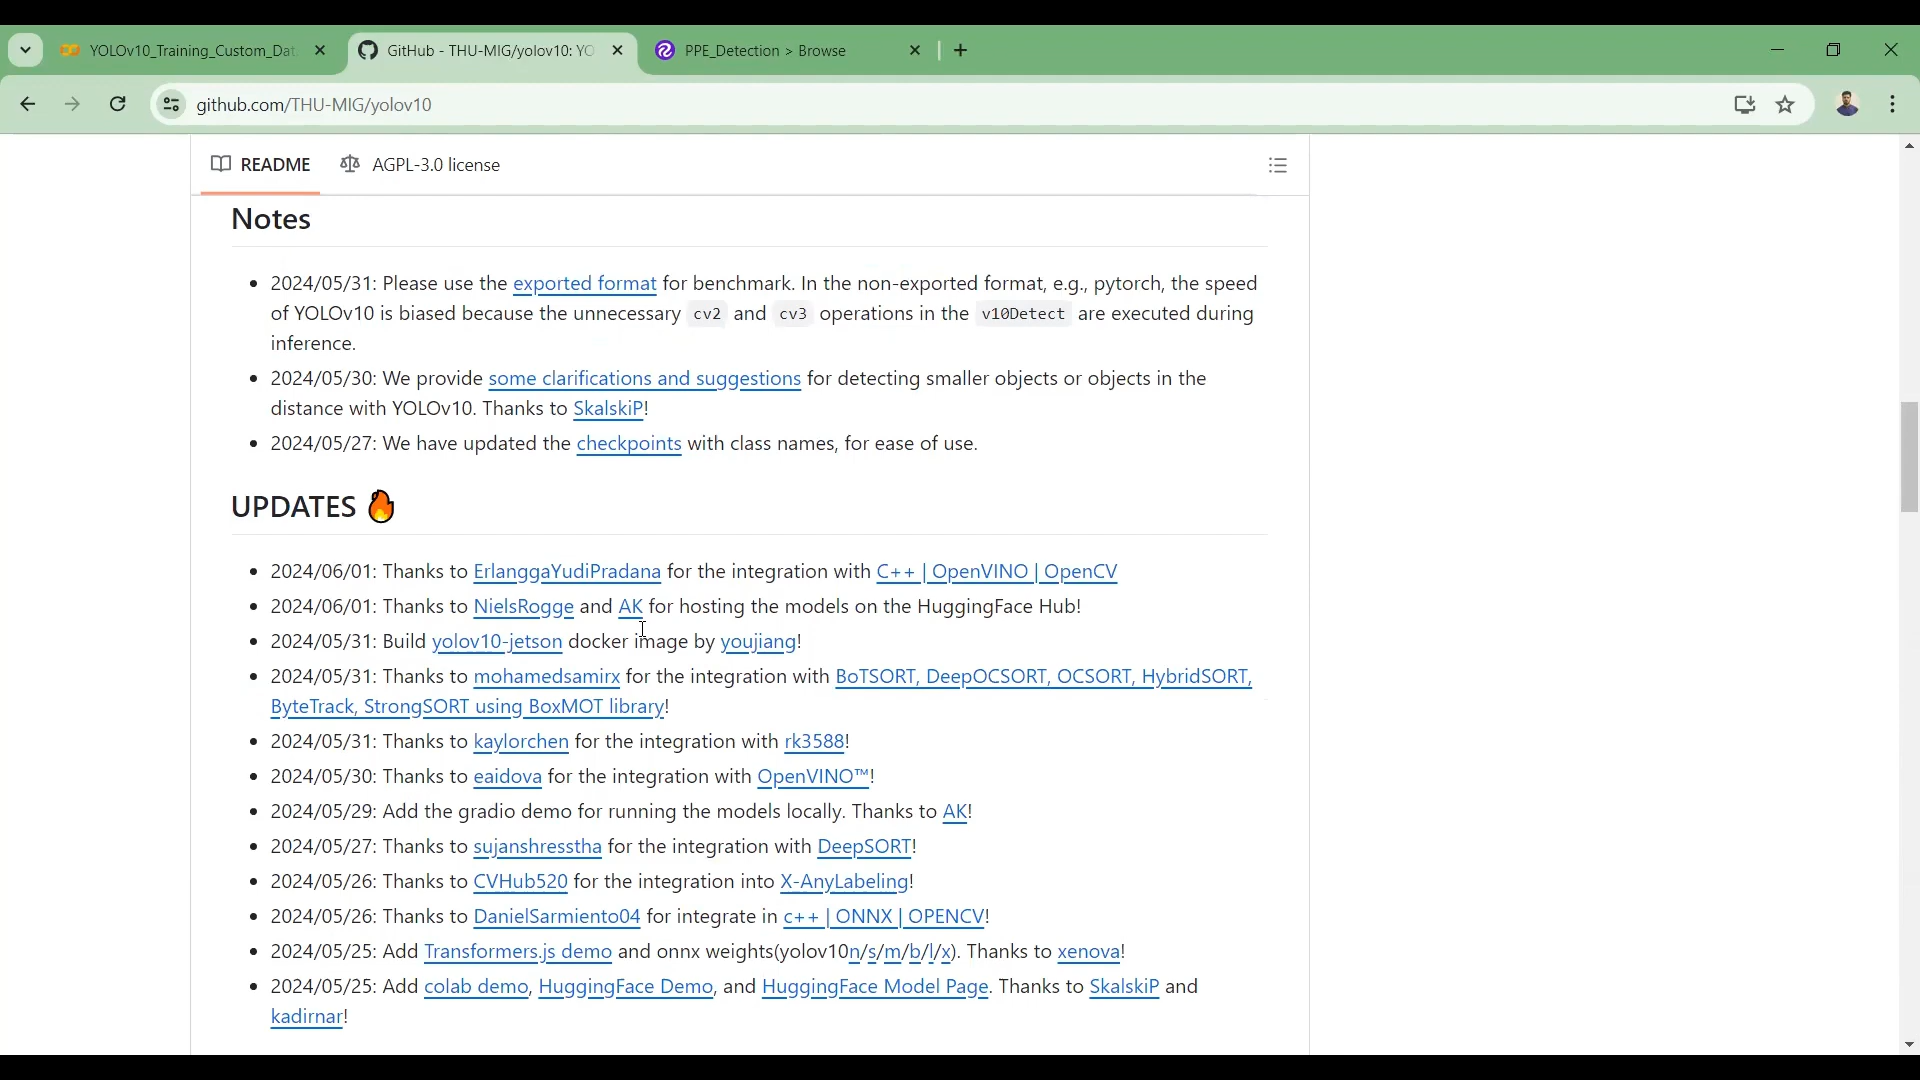 YOLOv10_Training_Custom_Dat
GitHub - THU-MIG/yolov10: YO
PPE_Detection > Browse
github.com/THU-MIG/yolov10
README
AGPL-3.0 license
Notes
2024/05/31: Please use the exported format for benchmark. In the non-exported format, e.g., pytorch, the speed
of YOLOv10 is biased because the unnecessary cv2 and cv3 operations in the v10Detect are executed during
inference.
2024/05/30: We provide some clarifications and suggestions for detecting smaller objects or objects in the
distance with YOLOv10. Thanks to SkalskiP!
2024/05/27: We have updated the checkpoints with class names, for ease of use.
UPDATES 🔥
2024/06/01: Thanks to ErlanggaYudiPradana for the integration with C++ | OpenVINO | OpenCV
2024/06/01: Thanks to NielsRogge and AK for hosting the models on the HuggingFace Hub!
2024/05/31: Build yolov10-jetson docker image by youjiang!
2024/05/31: Thanks to mohamedsamirx for the integration with BoTSORT, DeepOCSORT, OCSORT, HybridSORT,
ByteTrack, StrongSORT using BoxMOT library!
2024/05/31: Thanks to kaylorchen for the integration with rk3588!
2024/05/30: Thanks to eaidova for the integration with OpenVINO™!
2024/05/29: Add the gradio demo for running the models locally. Thanks to AK!
2024/05/27: Thanks to sujanshresstha for the integration with DeepSORT!
2024/05/26: Thanks to CVHub520 for the integration into X-AnyLabeling!
2024/05/26: Thanks to DanielSarmiento04 for integrate in c++ | ONNX | OPENCV!
2024/05/25: Add Transformers.js demo and onnx weights(yolov10n/s/m/b/l/x). Thanks to xenova!
2024/05/25: Add colab demo, HuggingFace Demo, and HuggingFace Model Page. Thanks to SkalskiP and
kadirnar!